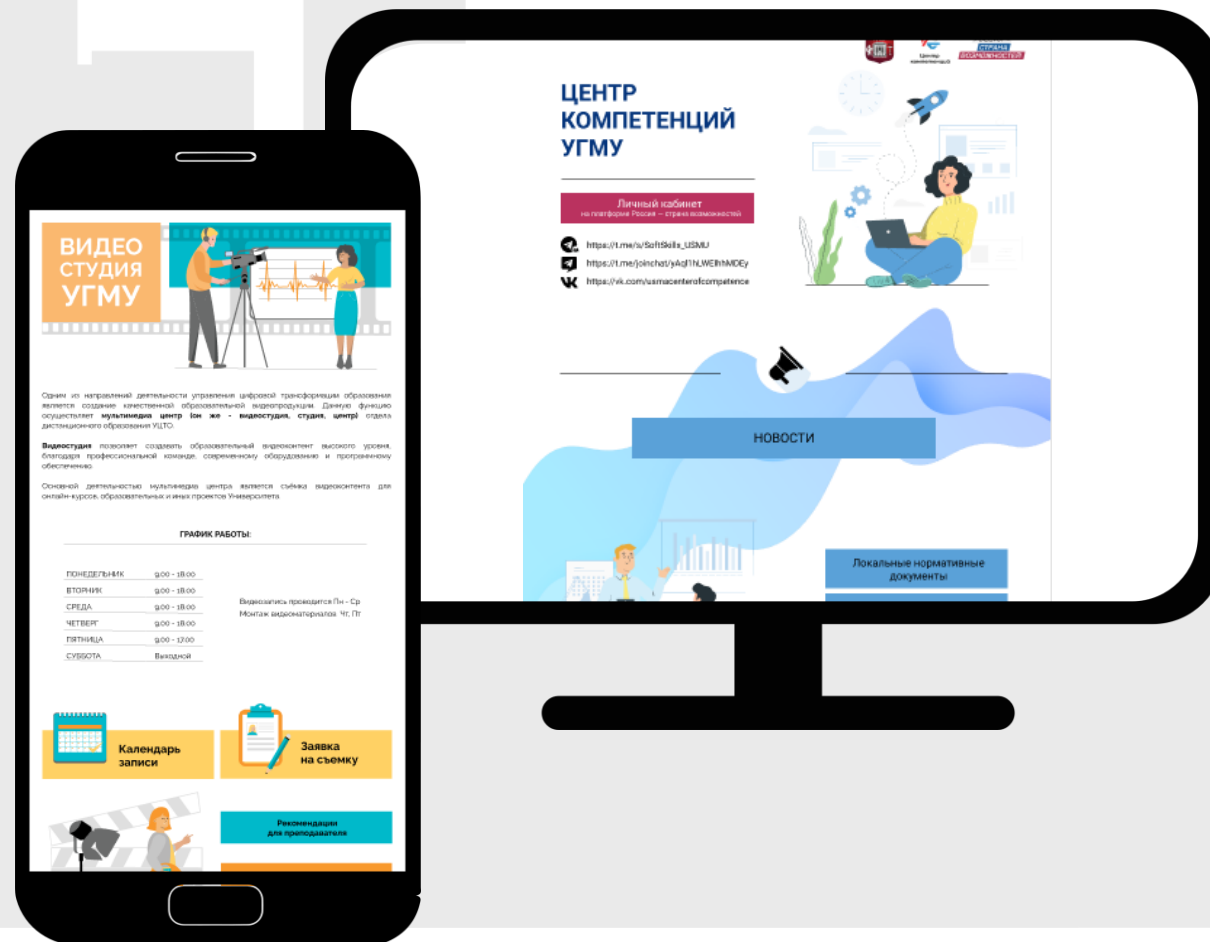 ВИДЕО
СТУДИЯ
УГМУ
Одним из направлений деятельности управления цифровой трансформации образования
является создание качественной образовательной видеопродукции. Данную функцию
осуществляет мультимедиа центр (он же - видеостудия, студия, центр) отдела
дистанционного образования УЦТО.
Видеостудия позволяет создавать образовательный видеоконтент высокого уровня,
благодаря профессиональной команде, современному оборудованию и программному
обеспечению.
Основной деятельностью мультимедиа центра является съёмка видеоконтента для
онлайн-курсов, образовательных и иных проектов Университета.
ГРАФИК РАБОТЫ:
ПОНЕДЕЛЬНИК 9.00 - 18.00
ВТОРНИК 9.00 - 18.00
СРЕДА 9.00 - 18.00
ЧЕТВЕРГ 9.00 - 18.00
ПЯТНИЦА 9.00 - 17.00
СУББОТА Выходной
Видеозапись проводится Пн - Ср
Монтаж видеоматериалов Чт, Пт
Календарь
записи
Заявка
на съемку
Рекомендации
для преподавателя
Центр
компетенций
СТРАНА
ВОЗМОЖНОСТЕЙ
ЦЕНТР
КОМПЕТЕНЦИЙ
УГМУ
Личный кабинет
на платформе Россия — страна возможностей
https://t.me/s/SoftSkills_USMU
https://vk.com/usmacenterofcompetence
НОВОСТИ
Локальные нормативные
документы